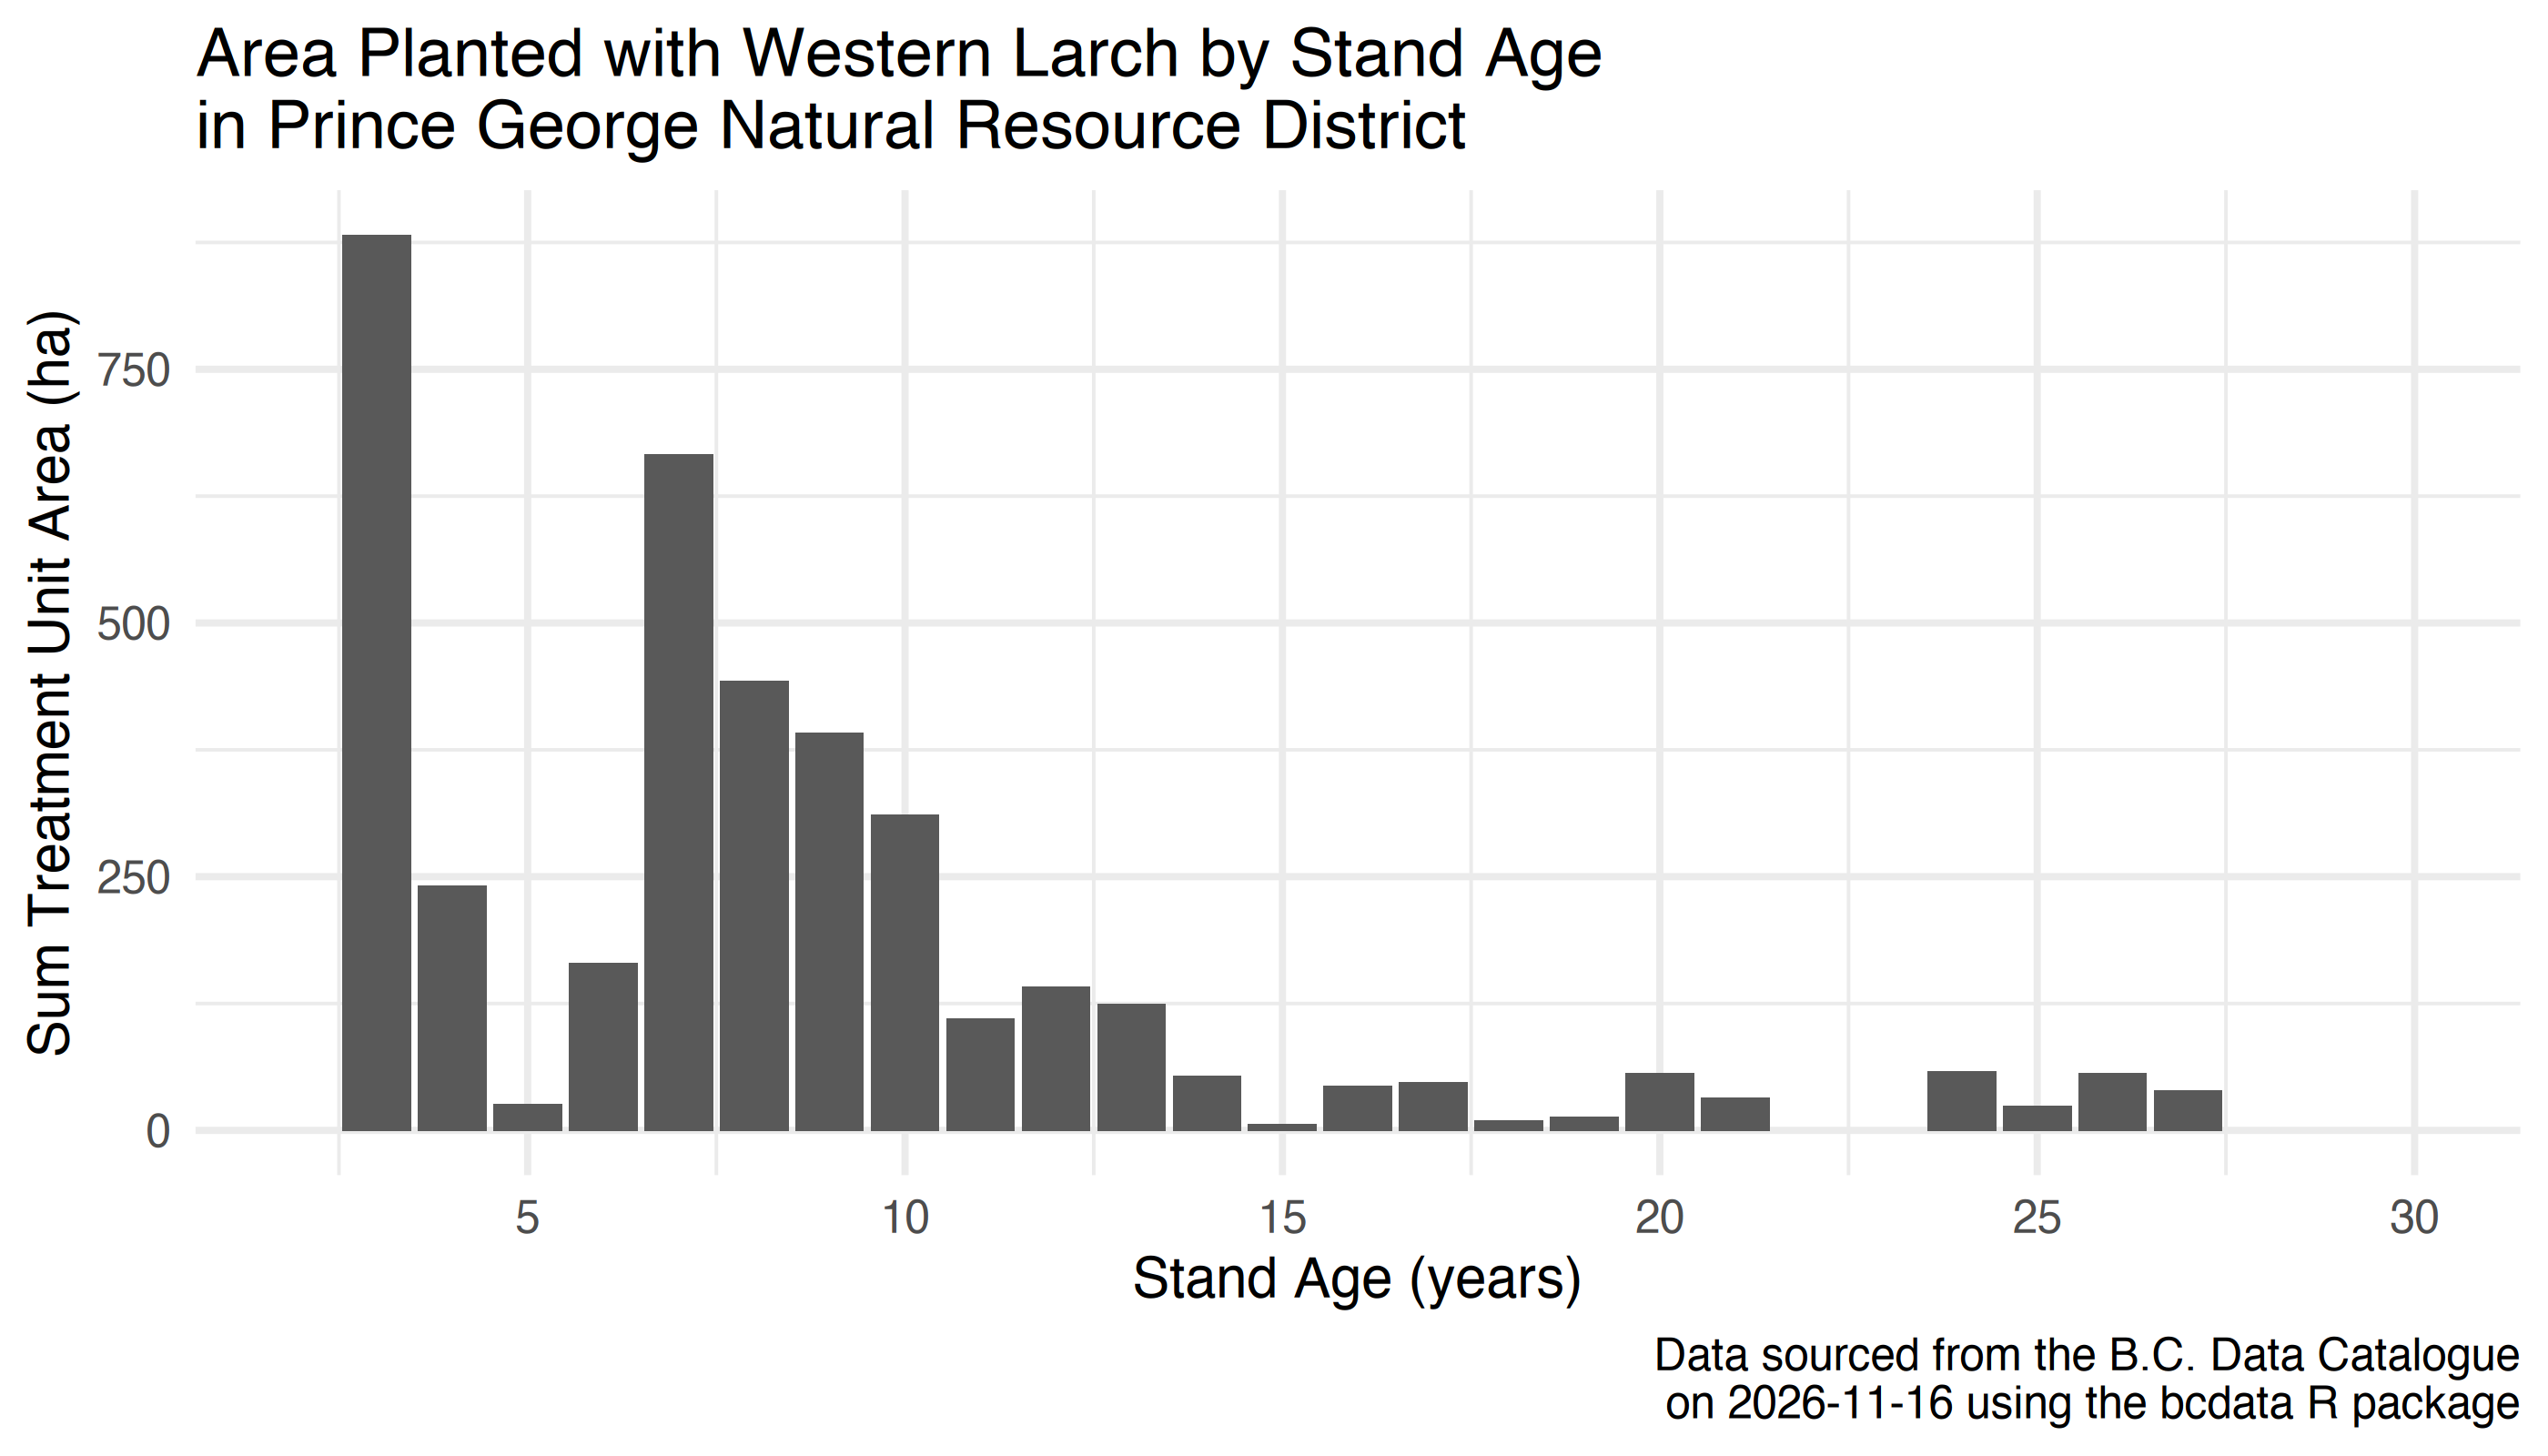 Area Planted with Western Larch by Stand Age
in Prince George Natural Resource District
Sum Treatment Unit Area (ha)
750
500
250
0
5 10 15 20 25 30
Stand Age (years)
Data sourced from the B.C. Data Catalogue
on 2026-11-16 using the bcdata R package